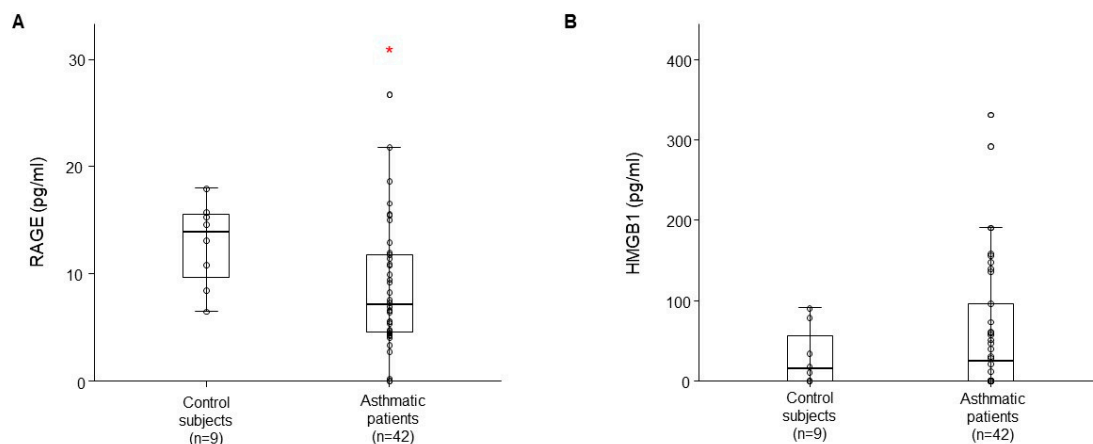 A
30
20
10
0
RAGE (pg/ml)
*
Control
subjects
(n=9)
Asthmatic
patients
(n=42)
B
400
300
200
100
0
HMGB1 (pg/ml)
Control
subjects
(n=9)
Asthmatic
patients
(n=42)